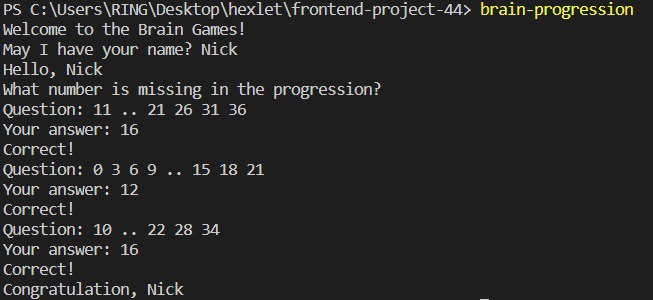 PS C:\Users\RING\Desktop\hexlet\frontend-project-44> brain-progression
Welcome to the Brain Games!
May I have your name? Nick
Hello, Nick
What number is missing in the progression?
Question: 11 .. 21 26 31 36
Your answer: 16
Correct!
Question: 0 3 6 9 .. 15 18 21
Your answer: 12
Correct!
Question: 10 .. 22 28 34
Your answer: 16
Correct!
Congratulation, Nick